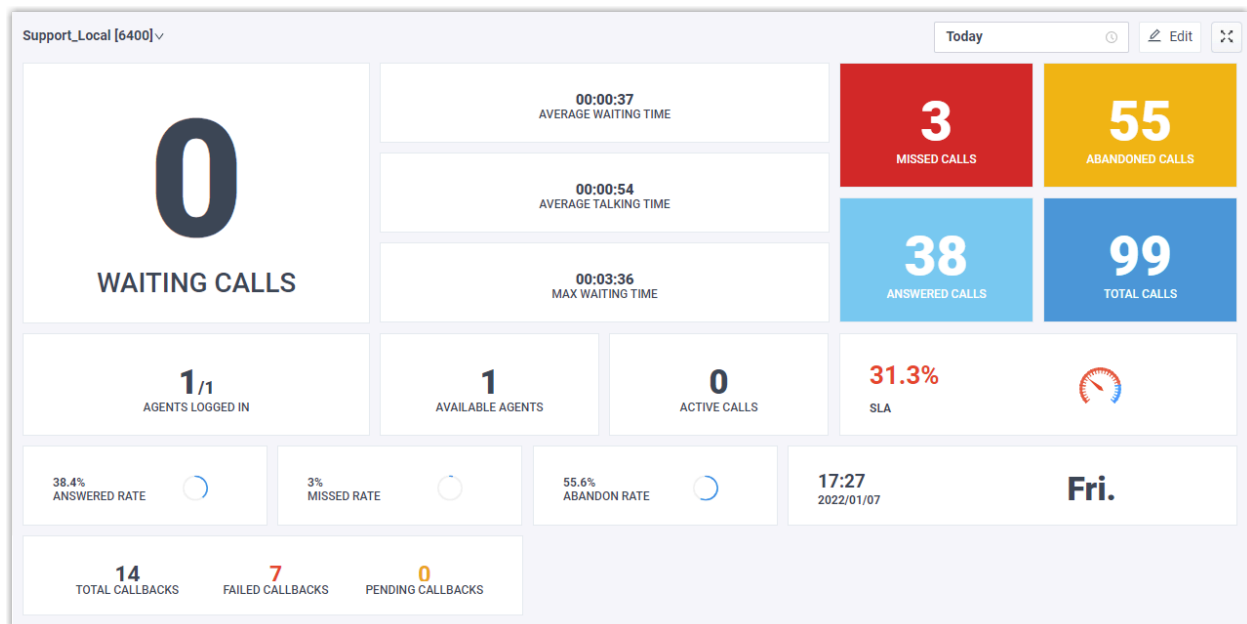 Support_Local [6400]
Today
Edit
0
WAITING CALLS
00:00:37
AVERAGE WAITING TIME
00:00:54
AVERAGE TALKING TIME
00:03:36
MAX WAITING TIME
3
MISSED CALLS
55
ABANDONED CALLS
38
ANSWERED CALLS
99
TOTAL CALLS
1/1
AGENTS LOGGED IN
1
AVAILABLE AGENTS
0
ACTIVE CALLS
31.3%
SLA
38.4%
ANSWERED RATE
3%
MISSED RATE
55.6%
ABANDON RATE
17:27
2022/01/07
Fri.
14
TOTAL CALLBACKS
7
FAILED CALLBACKS
0
PENDING CALLBACKS